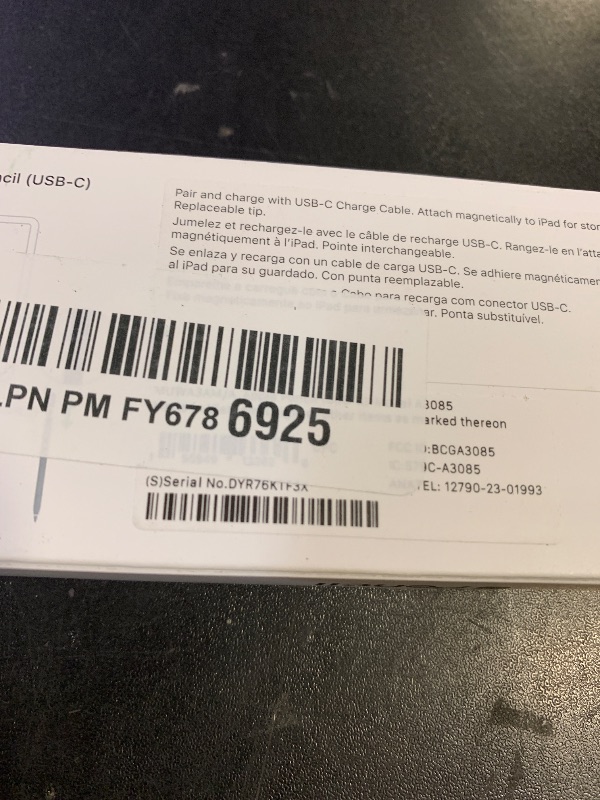 cil (USB-C)
Pair and charge with USB-C Charge Cable. Attach magnetically to iPad for stor
Replaceable tip.
Jumelez et rechargez-le avec le câble de recharge USB-C. Rangez-le en l'atta
magnétiquement à l'iPad. Pointe interchangeable.
Se enlaza y recarga con un cable de carga USB-C. Se adhiere magnéticamen
al iPad para su guardado. Con punta reemplazable.
Cabo para recarga com conector USB-C.
ar. Ponta substituível.
LPN PM FY678 6925
3085
arked thereon
:BCGA3085
C-A3085
EL: 12790-23-01993
(S)Serial No.